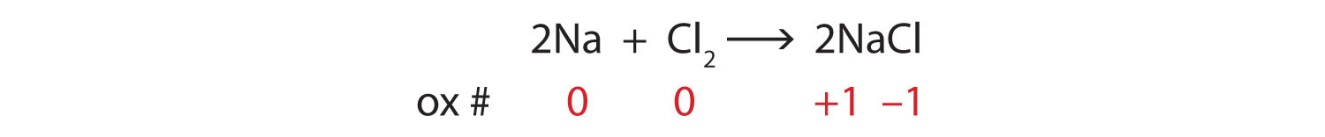 2Na + Cl₂ ⟶ 2NaCl
ox # 0 0 +1 –1